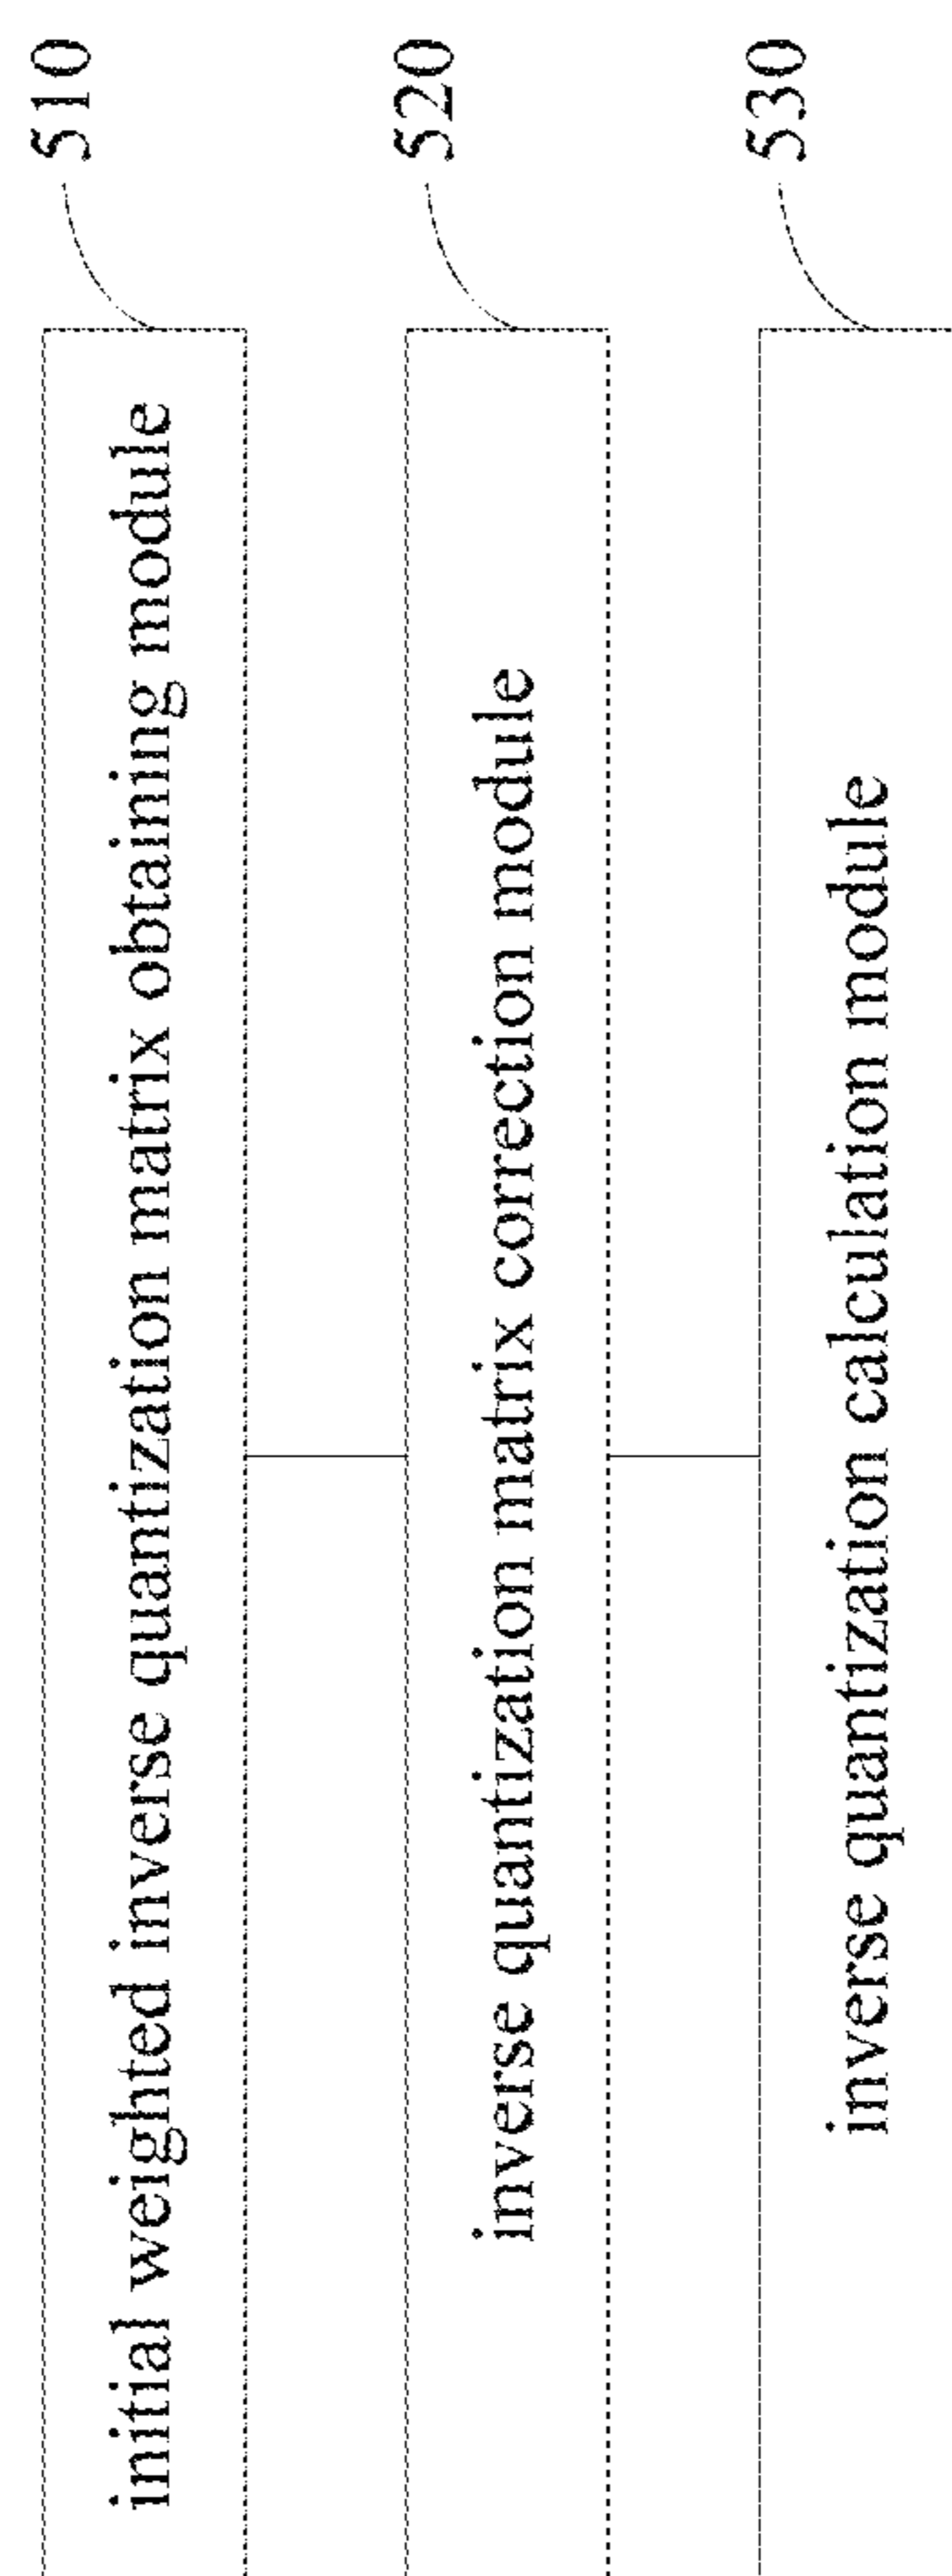 initial weighted inverse quantization matrix obtaining module
510
inverse quantization matrix correction module
520
inverse quantization calculation module
530